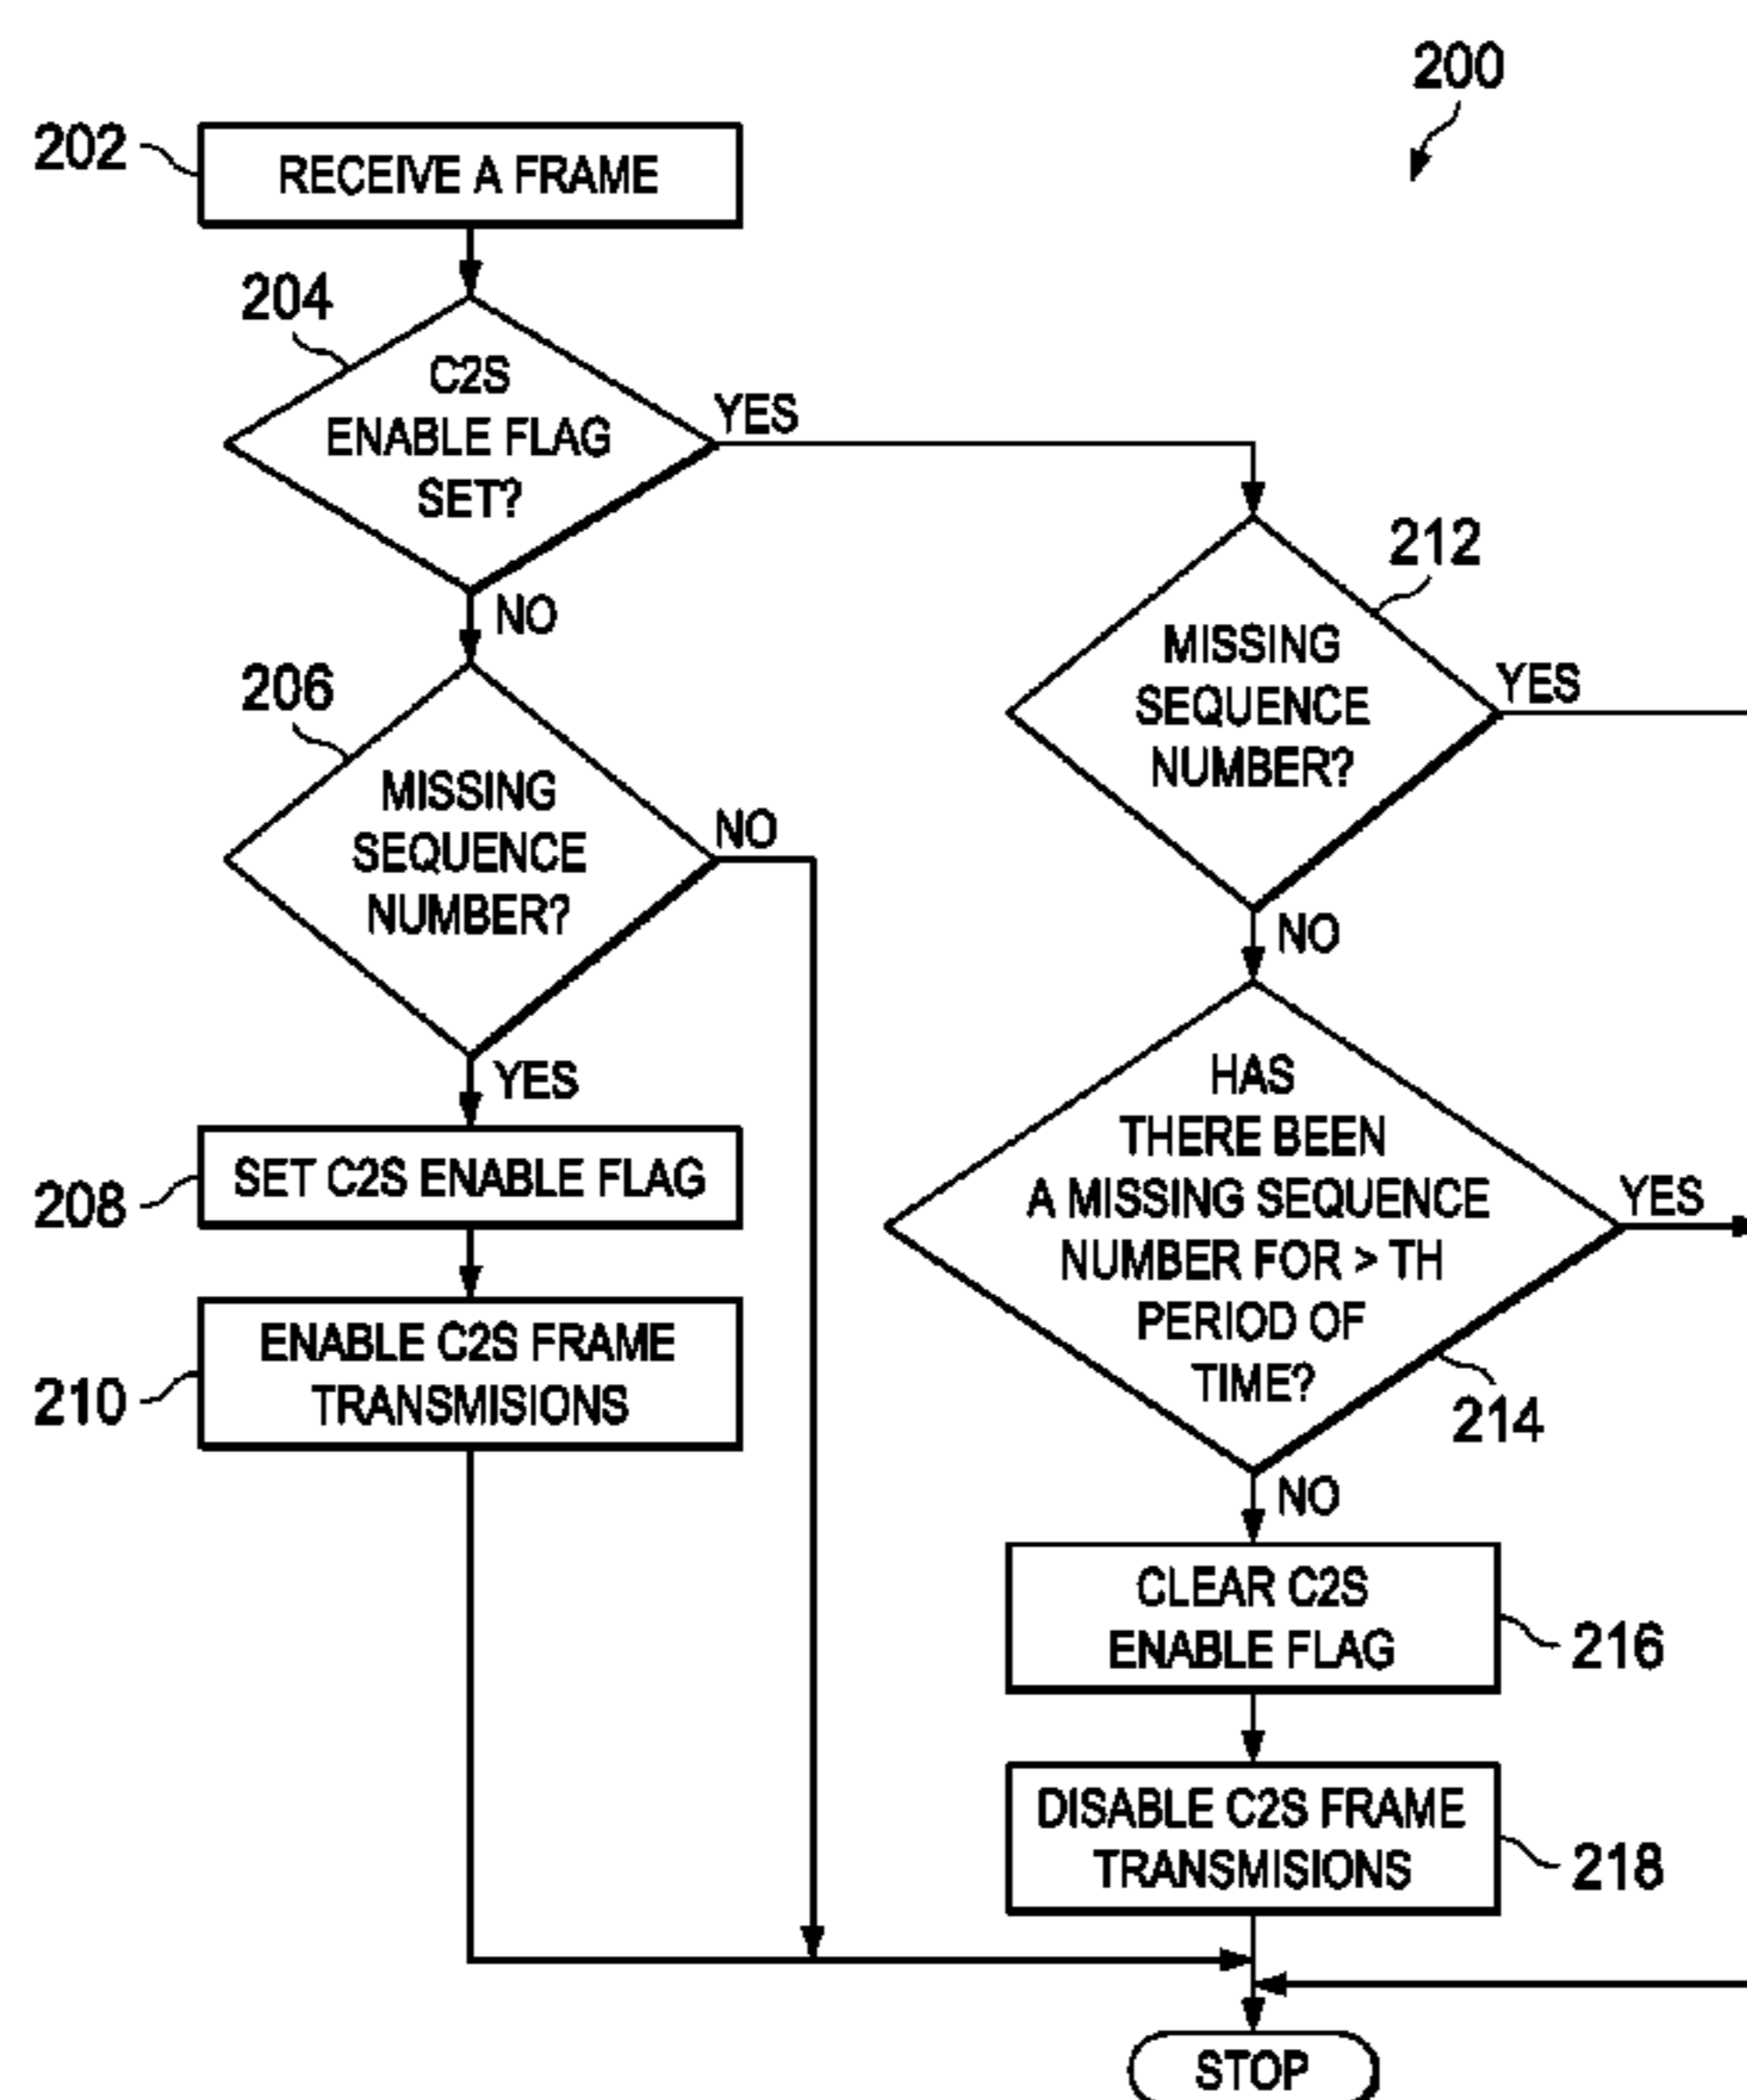 200
202
RECEIVE A FRAME
204
C2S
ENABLE FLAG
SET?
YES
NO
206
MISSING
SEQUENCE
NUMBER?
NO
YES
208
SET C2S ENABLE FLAG
210
ENABLE C2S FRAME
TRANSMISIONS
212
MISSING
SEQUENCE
NUMBER?
YES
NO
HAS
THERE BEEN
A MISSING SEQUENCE
NUMBER FOR > TH
PERIOD OF
TIME?
YES
214
NO
CLEAR C2S
ENABLE FLAG
216
DISABLE C2S FRAME
TRANSMISIONS
218
STOP